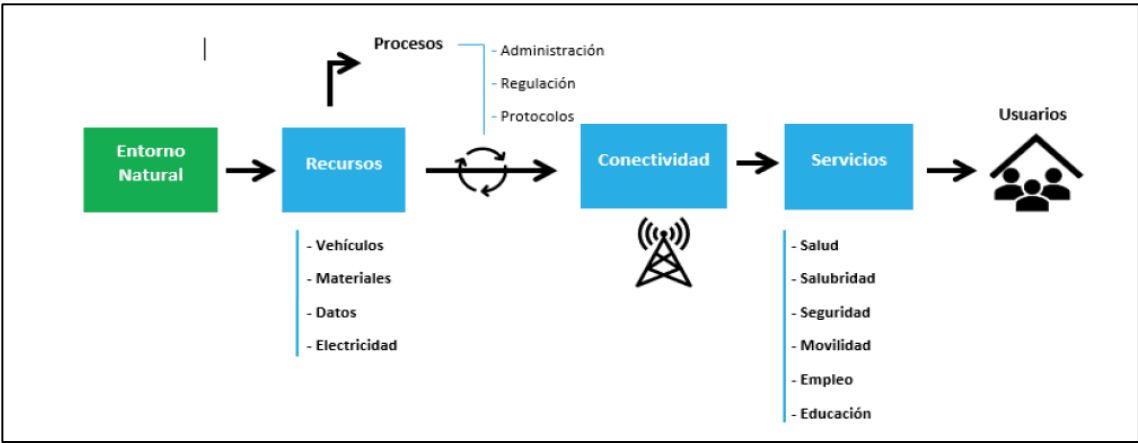 Procesos
- Administración
- Regulación
- Protocolos
Entorno
Natural
Recursos
- Vehículos
- Materiales
- Datos
- Electricidad
Conectividad
Servicios
- Salud
- Salubridad
- Seguridad
- Movilidad
- Empleo
- Educación
Usuarios